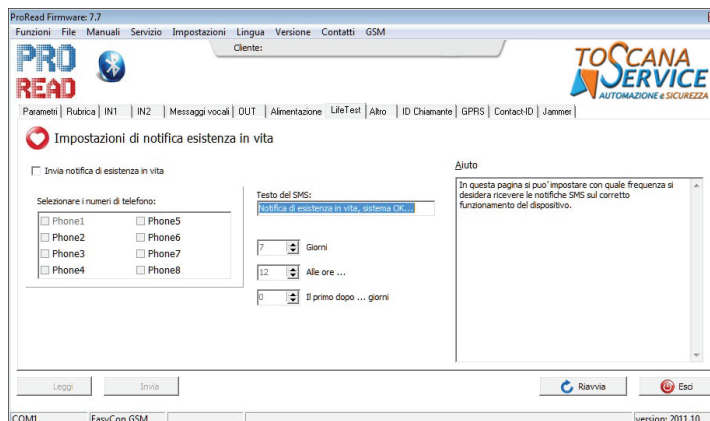 ProRead Firmware: 7.7
Funzioni File Manuali Servizio Impostazioni Lingua Versione Contatti GSM
Cliente:
PRO
READ
TOSCANA
SERVICE
AUTOMAZIONE e SICUREZZA
Parametri Rubrica IN1 IN2 Messaggi vocali OUT Alimentazione LifeTest Altro ID Chiamante GPRS Contact-ID Jammer
Impostazioni di notifica esistenza in vita
Invia notifica di esistenza in vita
Selezionare i numeri di telefono:
Phone1 Phone5
Phone2 Phone6
Phone3 Phone7
Phone4 Phone8
Testo del SMS:
Notifica di esistenza in vita, sistema OK...
7 Giorni
12 Alle ore ...
0 Il primo dopo ... giorni
Aiuto
In questa pagina si puo' impostare con quale frequenza si
desidera ricevere le notifiche SMS sul corretto
funzionamento del dispositivo.
Leggi Invia Riavvia Esci
COM1 EasyCon GSM version: 2011.10